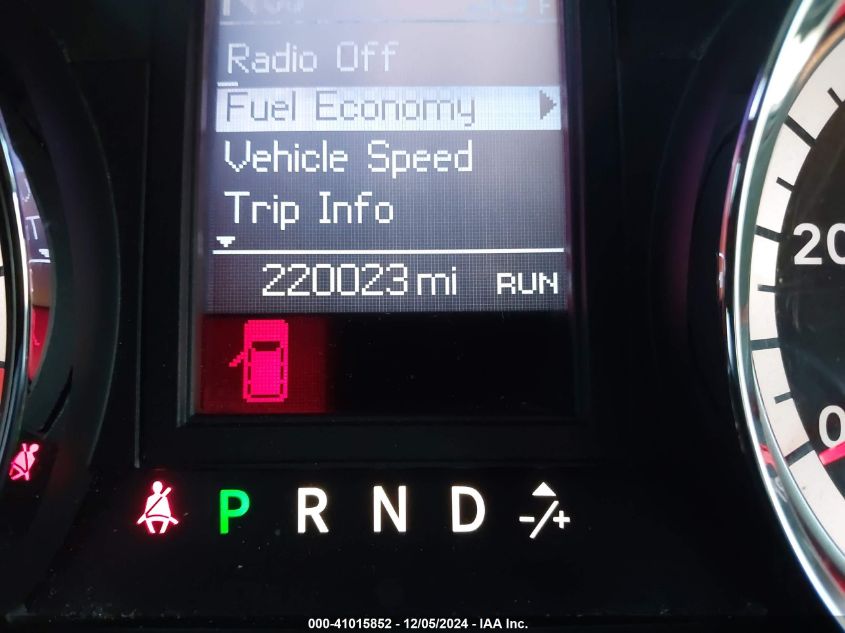 Radio Off
Fuel Economy
Vehicle Speed
Trip Info
220023 mi RUN
20
0
P R N D -/+
000-41015852 - 12/05/2024 - IAA Inc.